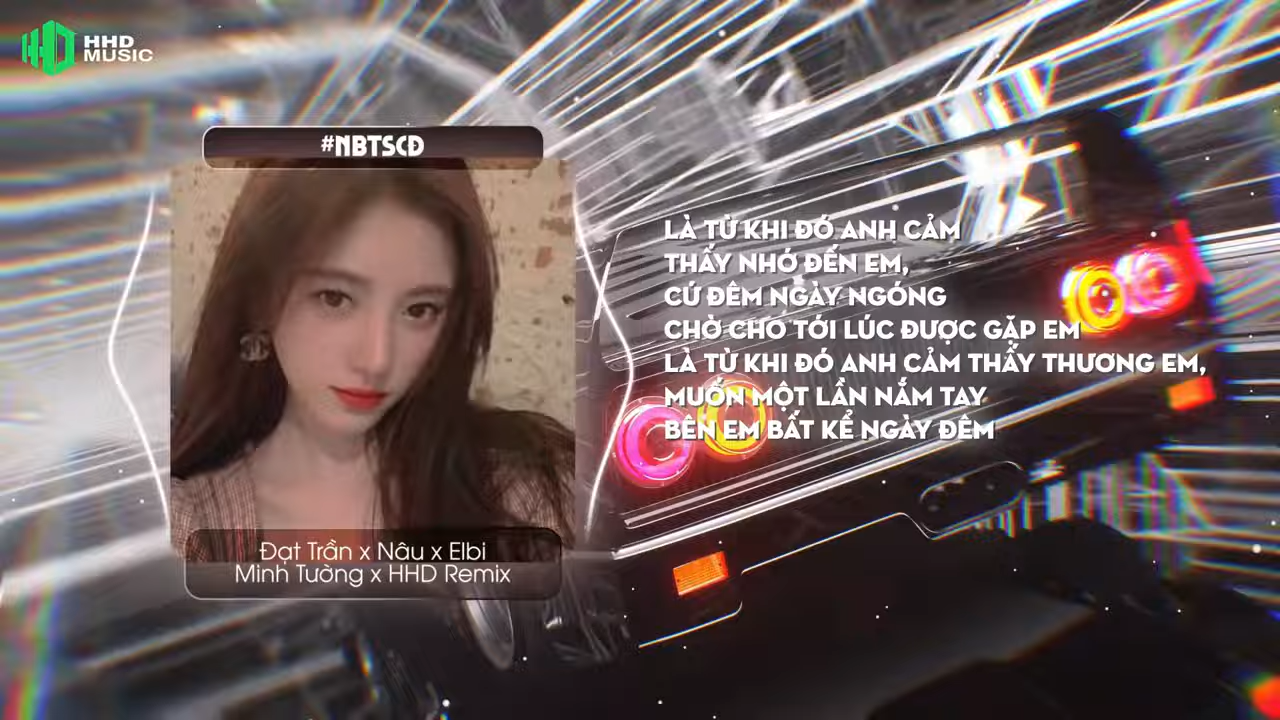 HHD
MUSIC
#NBTSCĐ
LÀ TỪ KHI ĐÓ ANH CẢM
THẤY NHỚ ĐẾN EM,
CỨ ĐÊM NGÀY NGÓNG
CHỜ CHO TỚI LÚC ĐƯỢC GẶP EM
LÀ TỪ KHI ĐÓ ANH CẢM THẤY THƯƠNG EM,
MUỐN MỘT LẦN NẮM TAY
BÊN EM BẤT KỂ NGÀY ĐÊM
Đạt Trần x Nâu x Elbi
Minh Tường x HHD Remix